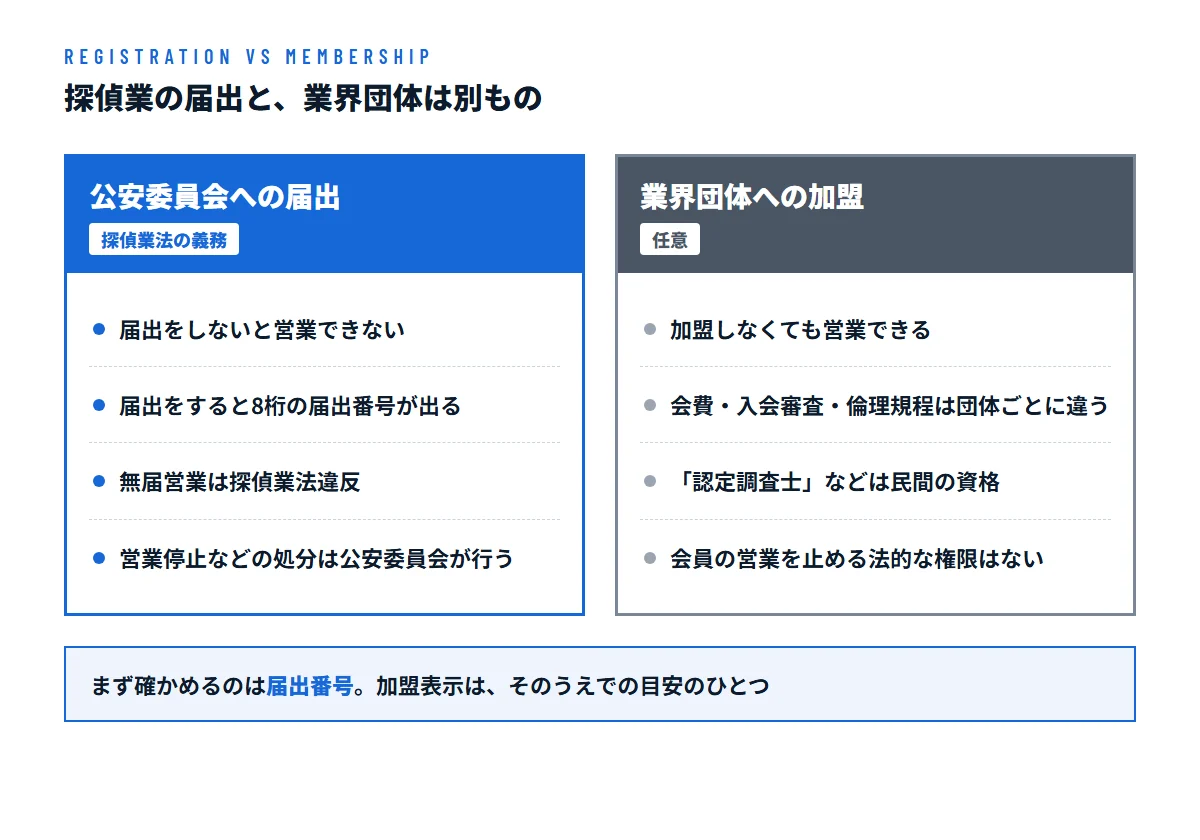 REGISTRATION VS MEMBERSHIP
探偵業の届出と、業界団体は別もの
公安委員会への届出
探偵業法の義務
届出をしないと営業できない
届出をすると8桁の届出番号が出る
無届営業は探偵業法違反
営業停止などの処分は公安委員会が行う
業界団体への加盟
任意
加盟しなくても営業できる
会費・入会審査・倫理規程は団体ごとに違う
「認定調査士」などは民間の資格
会員の営業を止める法的な権限はない
まず確かめるのは届出番号。加盟表示は、そのうえでの目安のひとつ